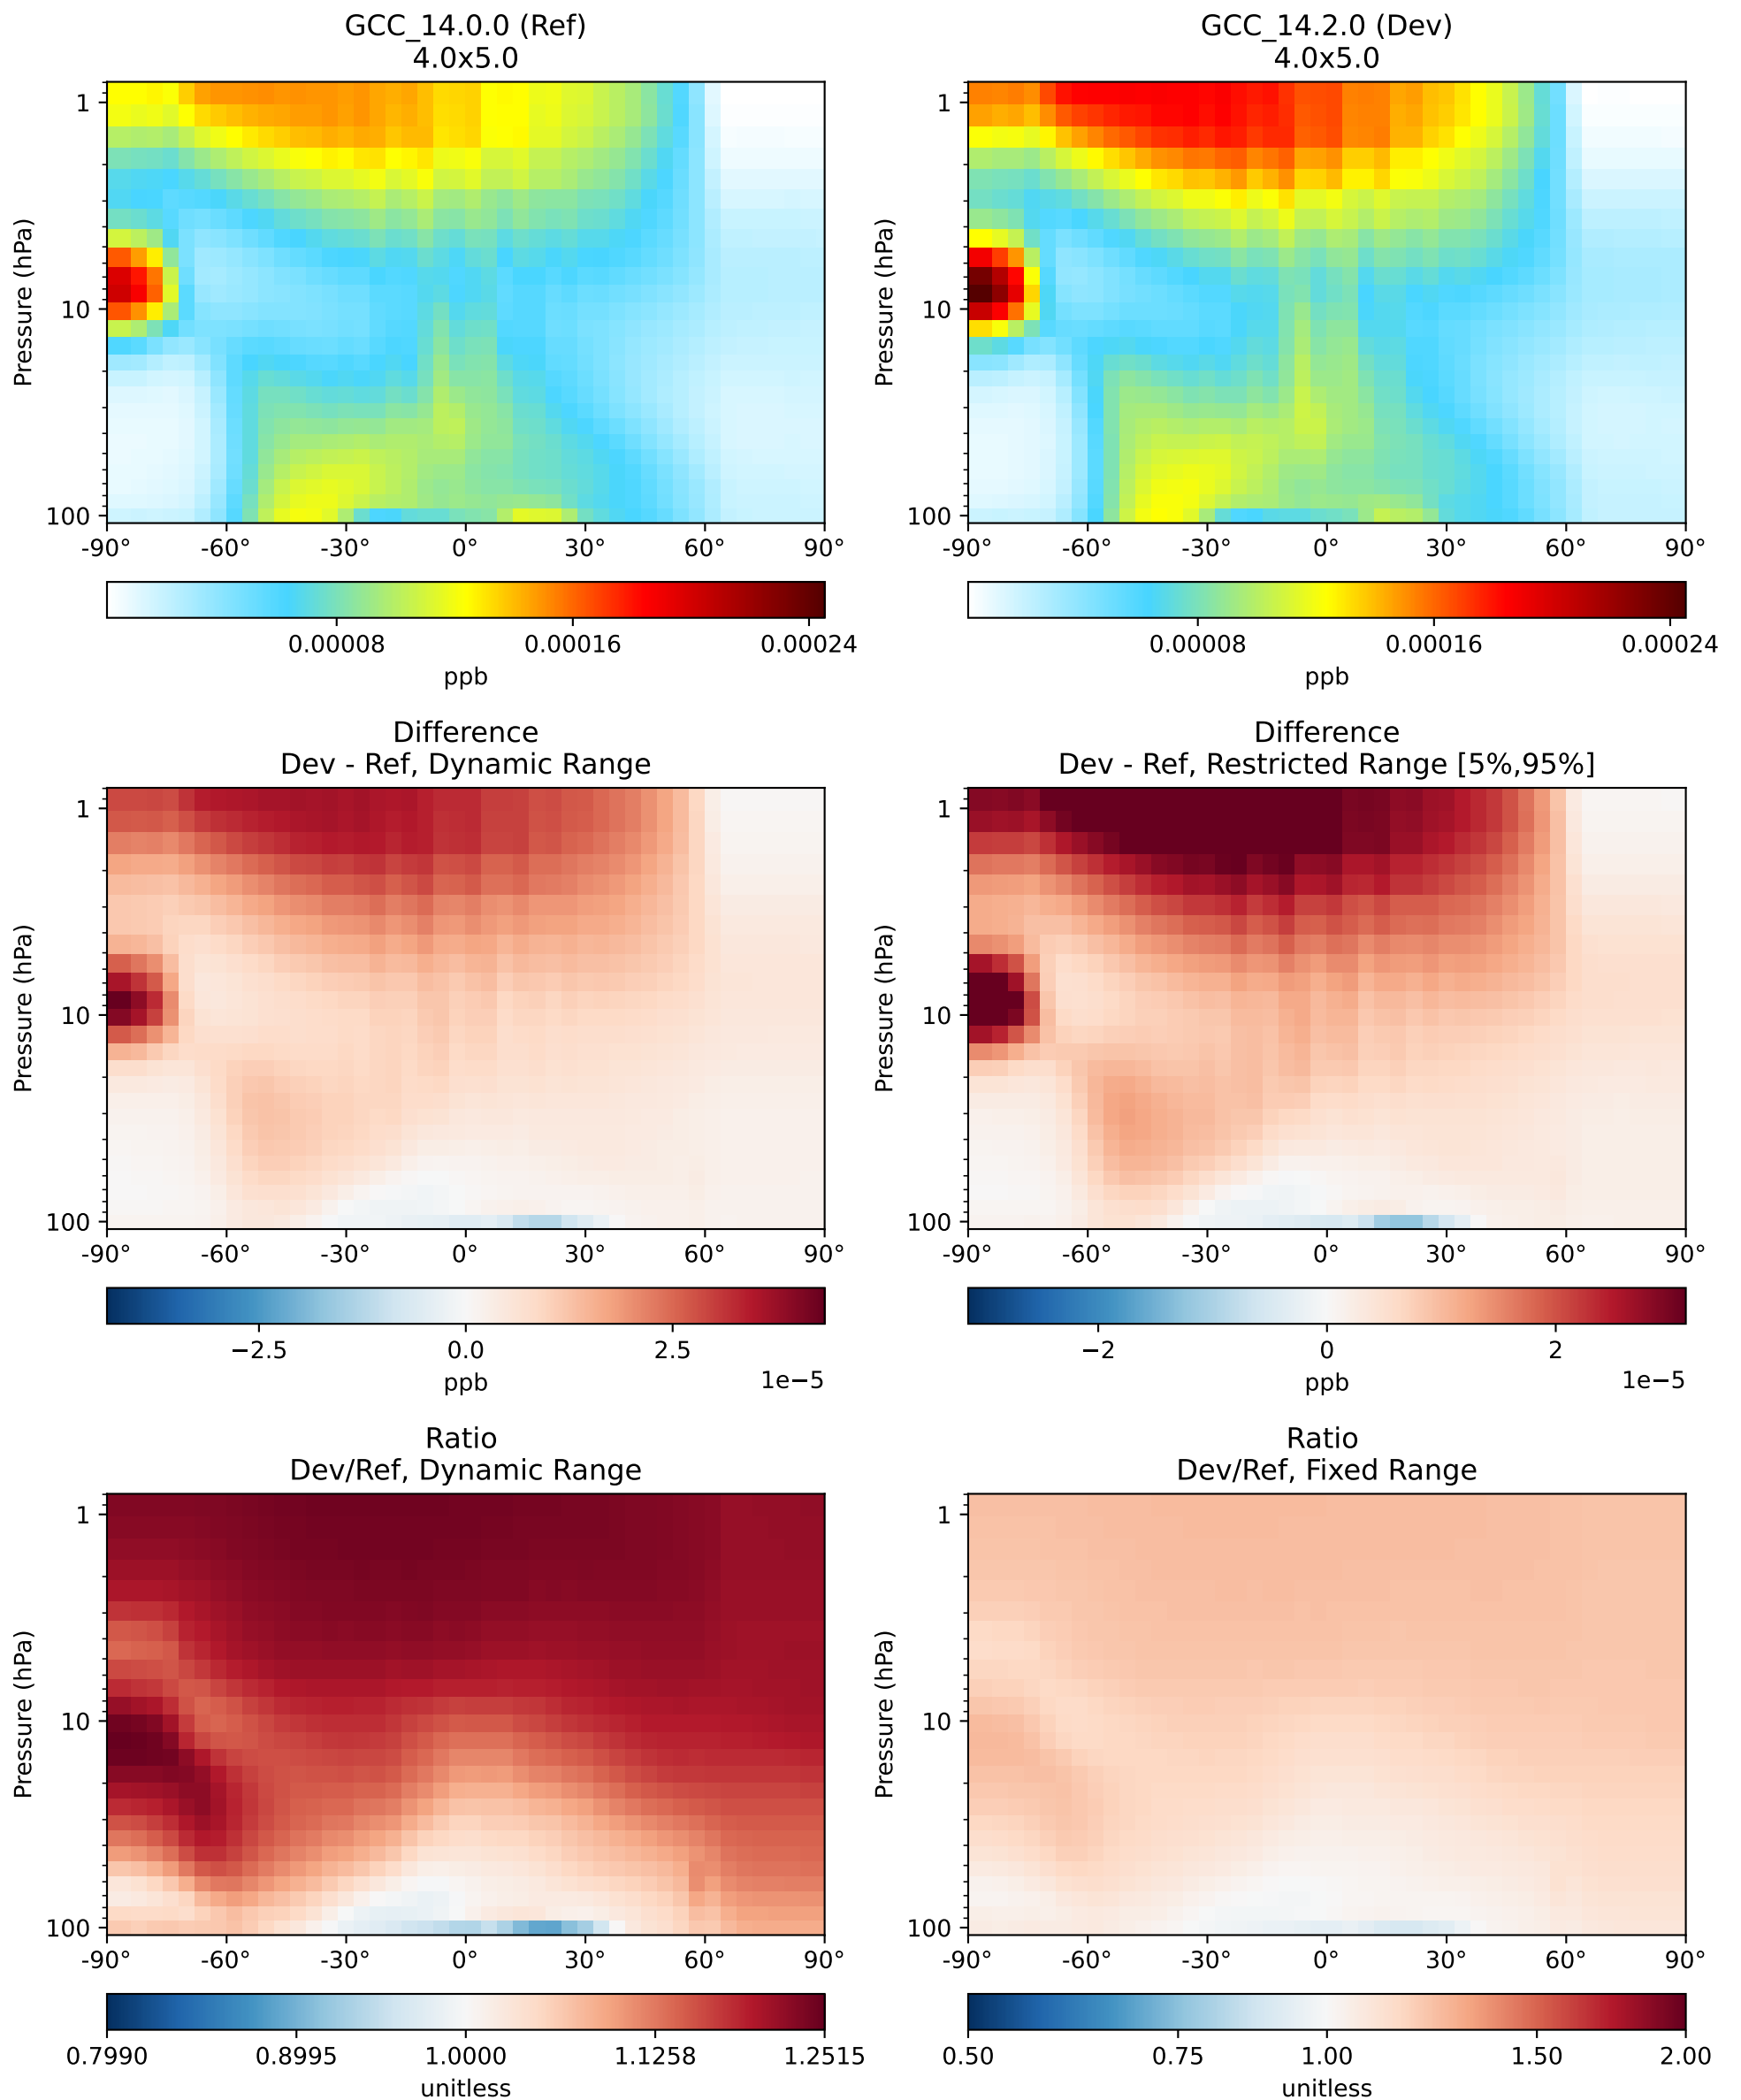 GCC_14.0.0 (Ref)
4.0x5.0
Pressure (hPa)
1
10
100
-90° -60° -30° 0° 30° 60° 90°
0.00008 0.00016 0.00024
ppb
GCC_14.2.0 (Dev)
4.0x5.0
Pressure (hPa)
1
10
100
-90° -60° -30° 0° 30° 60° 90°
0.00008 0.00016 0.00024
ppb
Difference
Dev - Ref, Dynamic Range
Pressure (hPa)
1
10
100
-90° -60° -30° 0° 30° 60° 90°
−2.5 0.0 2.5
ppb 1e−5
Difference
Dev - Ref, Restricted Range [5%,95%]
Pressure (hPa)
1
10
100
-90° -60° -30° 0° 30° 60° 90°
−2 0 2
ppb 1e−5
Ratio
Dev/Ref, Dynamic Range
Pressure (hPa)
1
10
100
-90° -60° -30° 0° 30° 60° 90°
0.7990 0.8995 1.0000 1.1258 1.2515
unitless
Ratio
Dev/Ref, Fixed Range
Pressure (hPa)
1
10
100
-90° -60° -30° 0° 30° 60° 90°
0.50 0.75 1.00 1.50 2.00
unitless